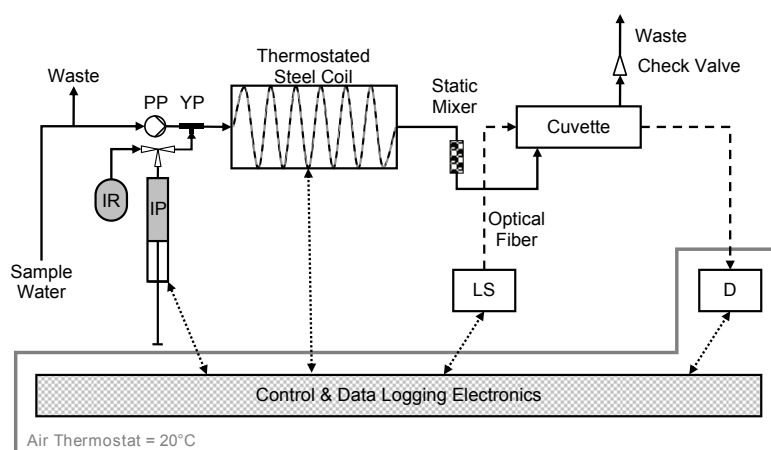 Waste
PP
YP
Thermostated
Steel Coil
Static
Mixer
Waste
Check Valve
Cuvette
IR
IP
Optical
Fiber
Sample
Water
LS
D
Control & Data Logging Electronics
Air Thermostat = 20°C